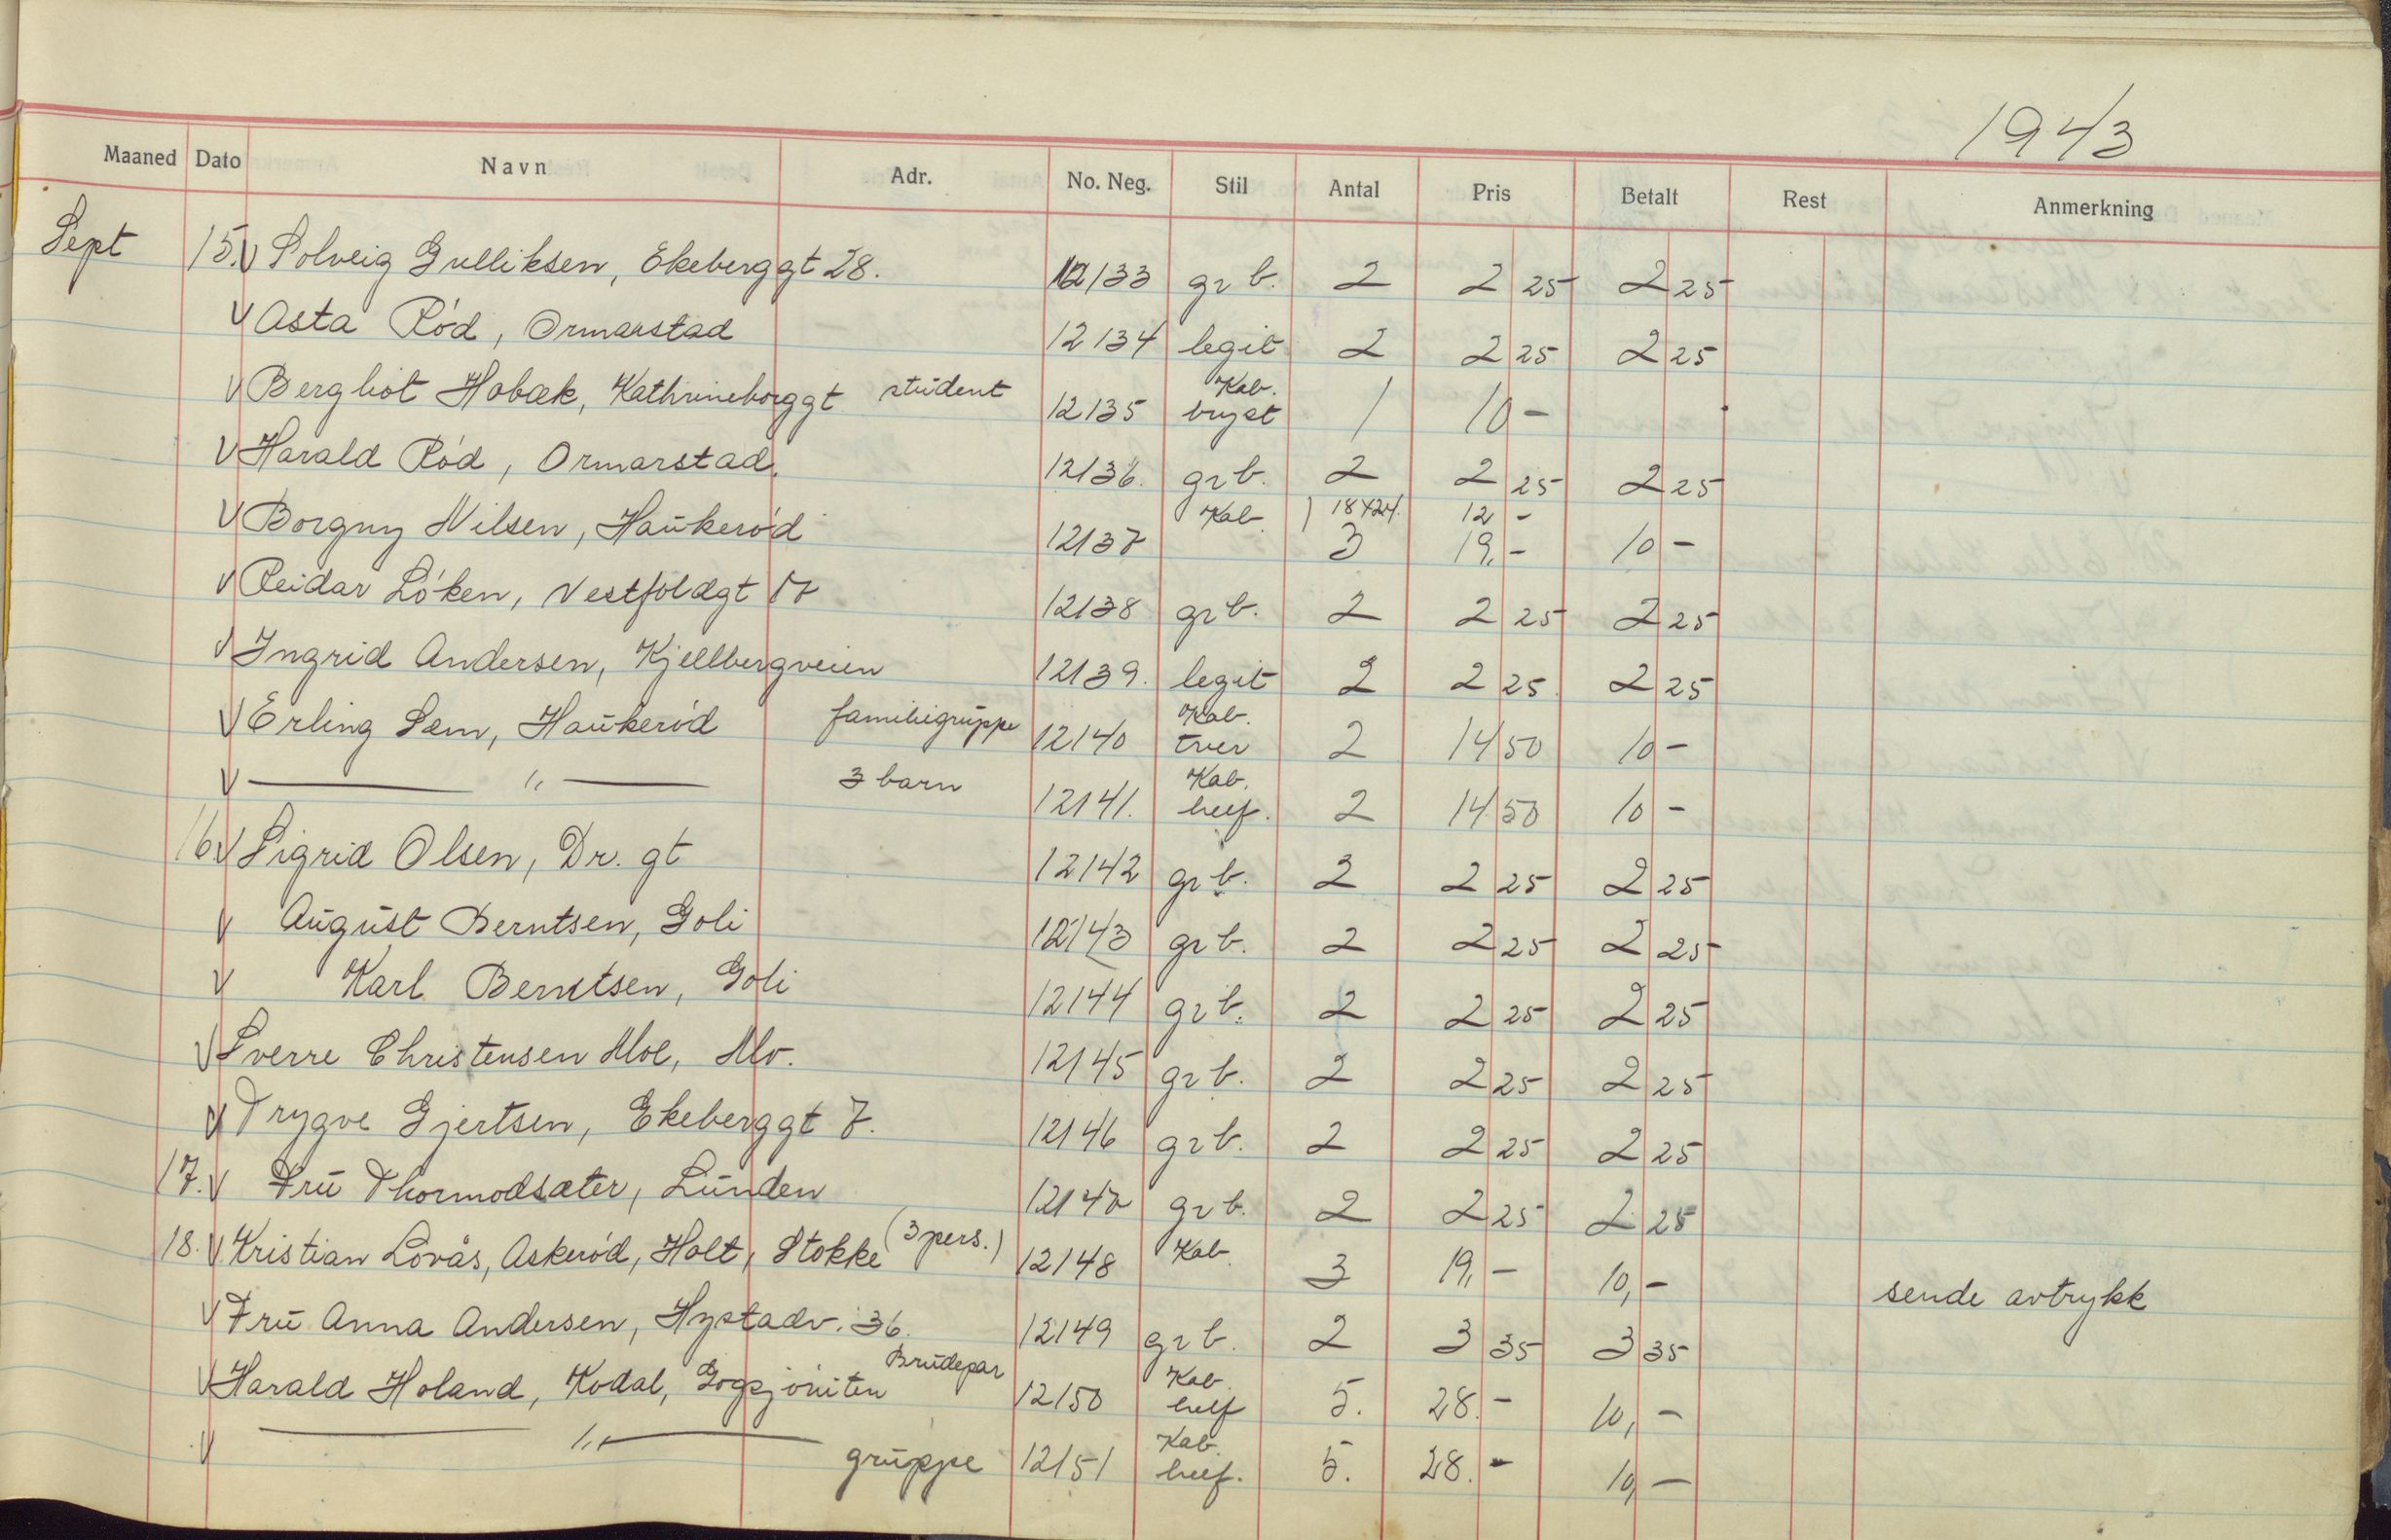 1943
Maaned Dato Navn Adr. No. Neg. Stil Antal Pris Betalt Rest Anmerkning
Sept 15. V Solveig Gulliksen, Ekeberggt 28. 12133 gr b. 2 2 25 2 25
V Asta Rød, Ormarstad 12134 legit 2 2 25 2 25
V Bergliot Hobæk, Kathrineborggt student 12135 Kab. bryst 1 10 -
V Harald Rød, Ormarstad. 12136. gr b. 2 2 25 2 25
V Borgny Nilsen, Haukerød 12137 Kab 1 18x24. 12 -
3 19,- 10 -
V Reidar Løken, Vestfoldgt 17 12138 gr b. 2 2 25 2 25
V Ingrid Andersen, Kjellbergveien 12139. legit 2 2 25 2 25
V Erling Sem, Haukerød familiegruppe 12140 Kab. tver 2 14 50 10 -
V — " — 3 barn 12141. Kab. helf. 2 14 50 10 -
16 V Sigrid Olsen, Dr. gt 12142 gr b. 2 2 25 2 25
V August Berntsen, Goli 12143 gr b. 2 2 25 2 25
V Karl Berntsen, Goli 12144 gr b. 2 2 25 2 25
V Sverre Christensen Moe, Mo. 12145 gr b. 2 2 25 2 25
V Trygve Gjertsen, Ekeberggt 7. 12146 gr b. 2 2 25 2 25
17. V Fru Thormodsæter, Lunden 12147 gr b. 2 2 25 2 25
18. V Kristian Lovås, Askerød, Holt, Stokke (3 pers.) 12148 Kab. 3 19,- 10,- sende avtrykk
V Fru Anna Andersen, Hystadv. 36. 12149 gr b. 2 3 35 3 35
V Harald Holand, Kodal, Brudepar 12150 Kab. helf 5. 28.- 10,-
V — " — gruppe 12151 Kab. helf. 5. 28.- 10,-